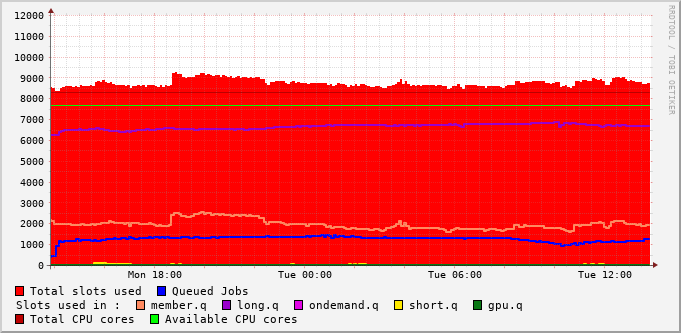 RRDTOOL / TOBI OETIKER
12000
11000
10000
9000
8000
7000
6000
5000
4000
3000
2000
1000
0
Mon 18:00 Tue 00:00 Tue 06:00 Tue 12:00
Total slots used Queued Jobs
Slots used in : member.q long.q ondemand.q short.q gpu.q
Total CPU cores Available CPU cores